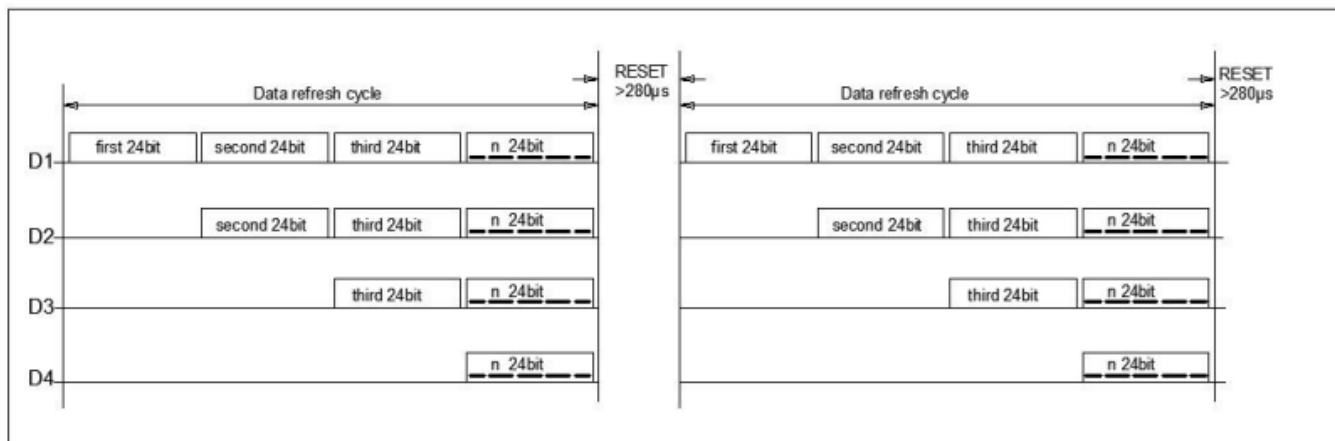 RESET
>280μs
RESET
>280μs
Data refresh cycle
Data refresh cycle
D1 first 24bit second 24bit third 24bit n 24bit first 24bit second 24bit third 24bit n 24bit
D2 second 24bit third 24bit n 24bit second 24bit third 24bit n 24bit
D3 third 24bit n 24bit third 24bit n 24bit
D4 n 24bit n 24bit